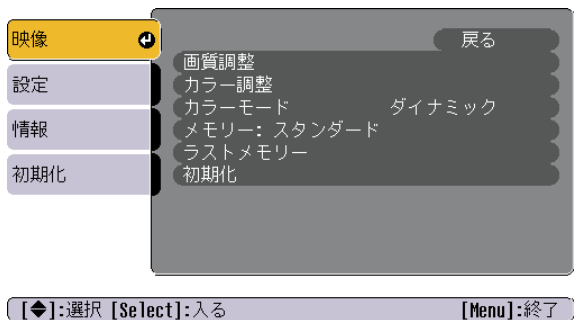 映像
設定
情報
初期化
戻る
画質調整
カラー調整
カラーモード ダイナミック
メモリー: スタンダード
ラストメモリー
初期化
[◆]:選択 [Select]:入る [Menu]:終了